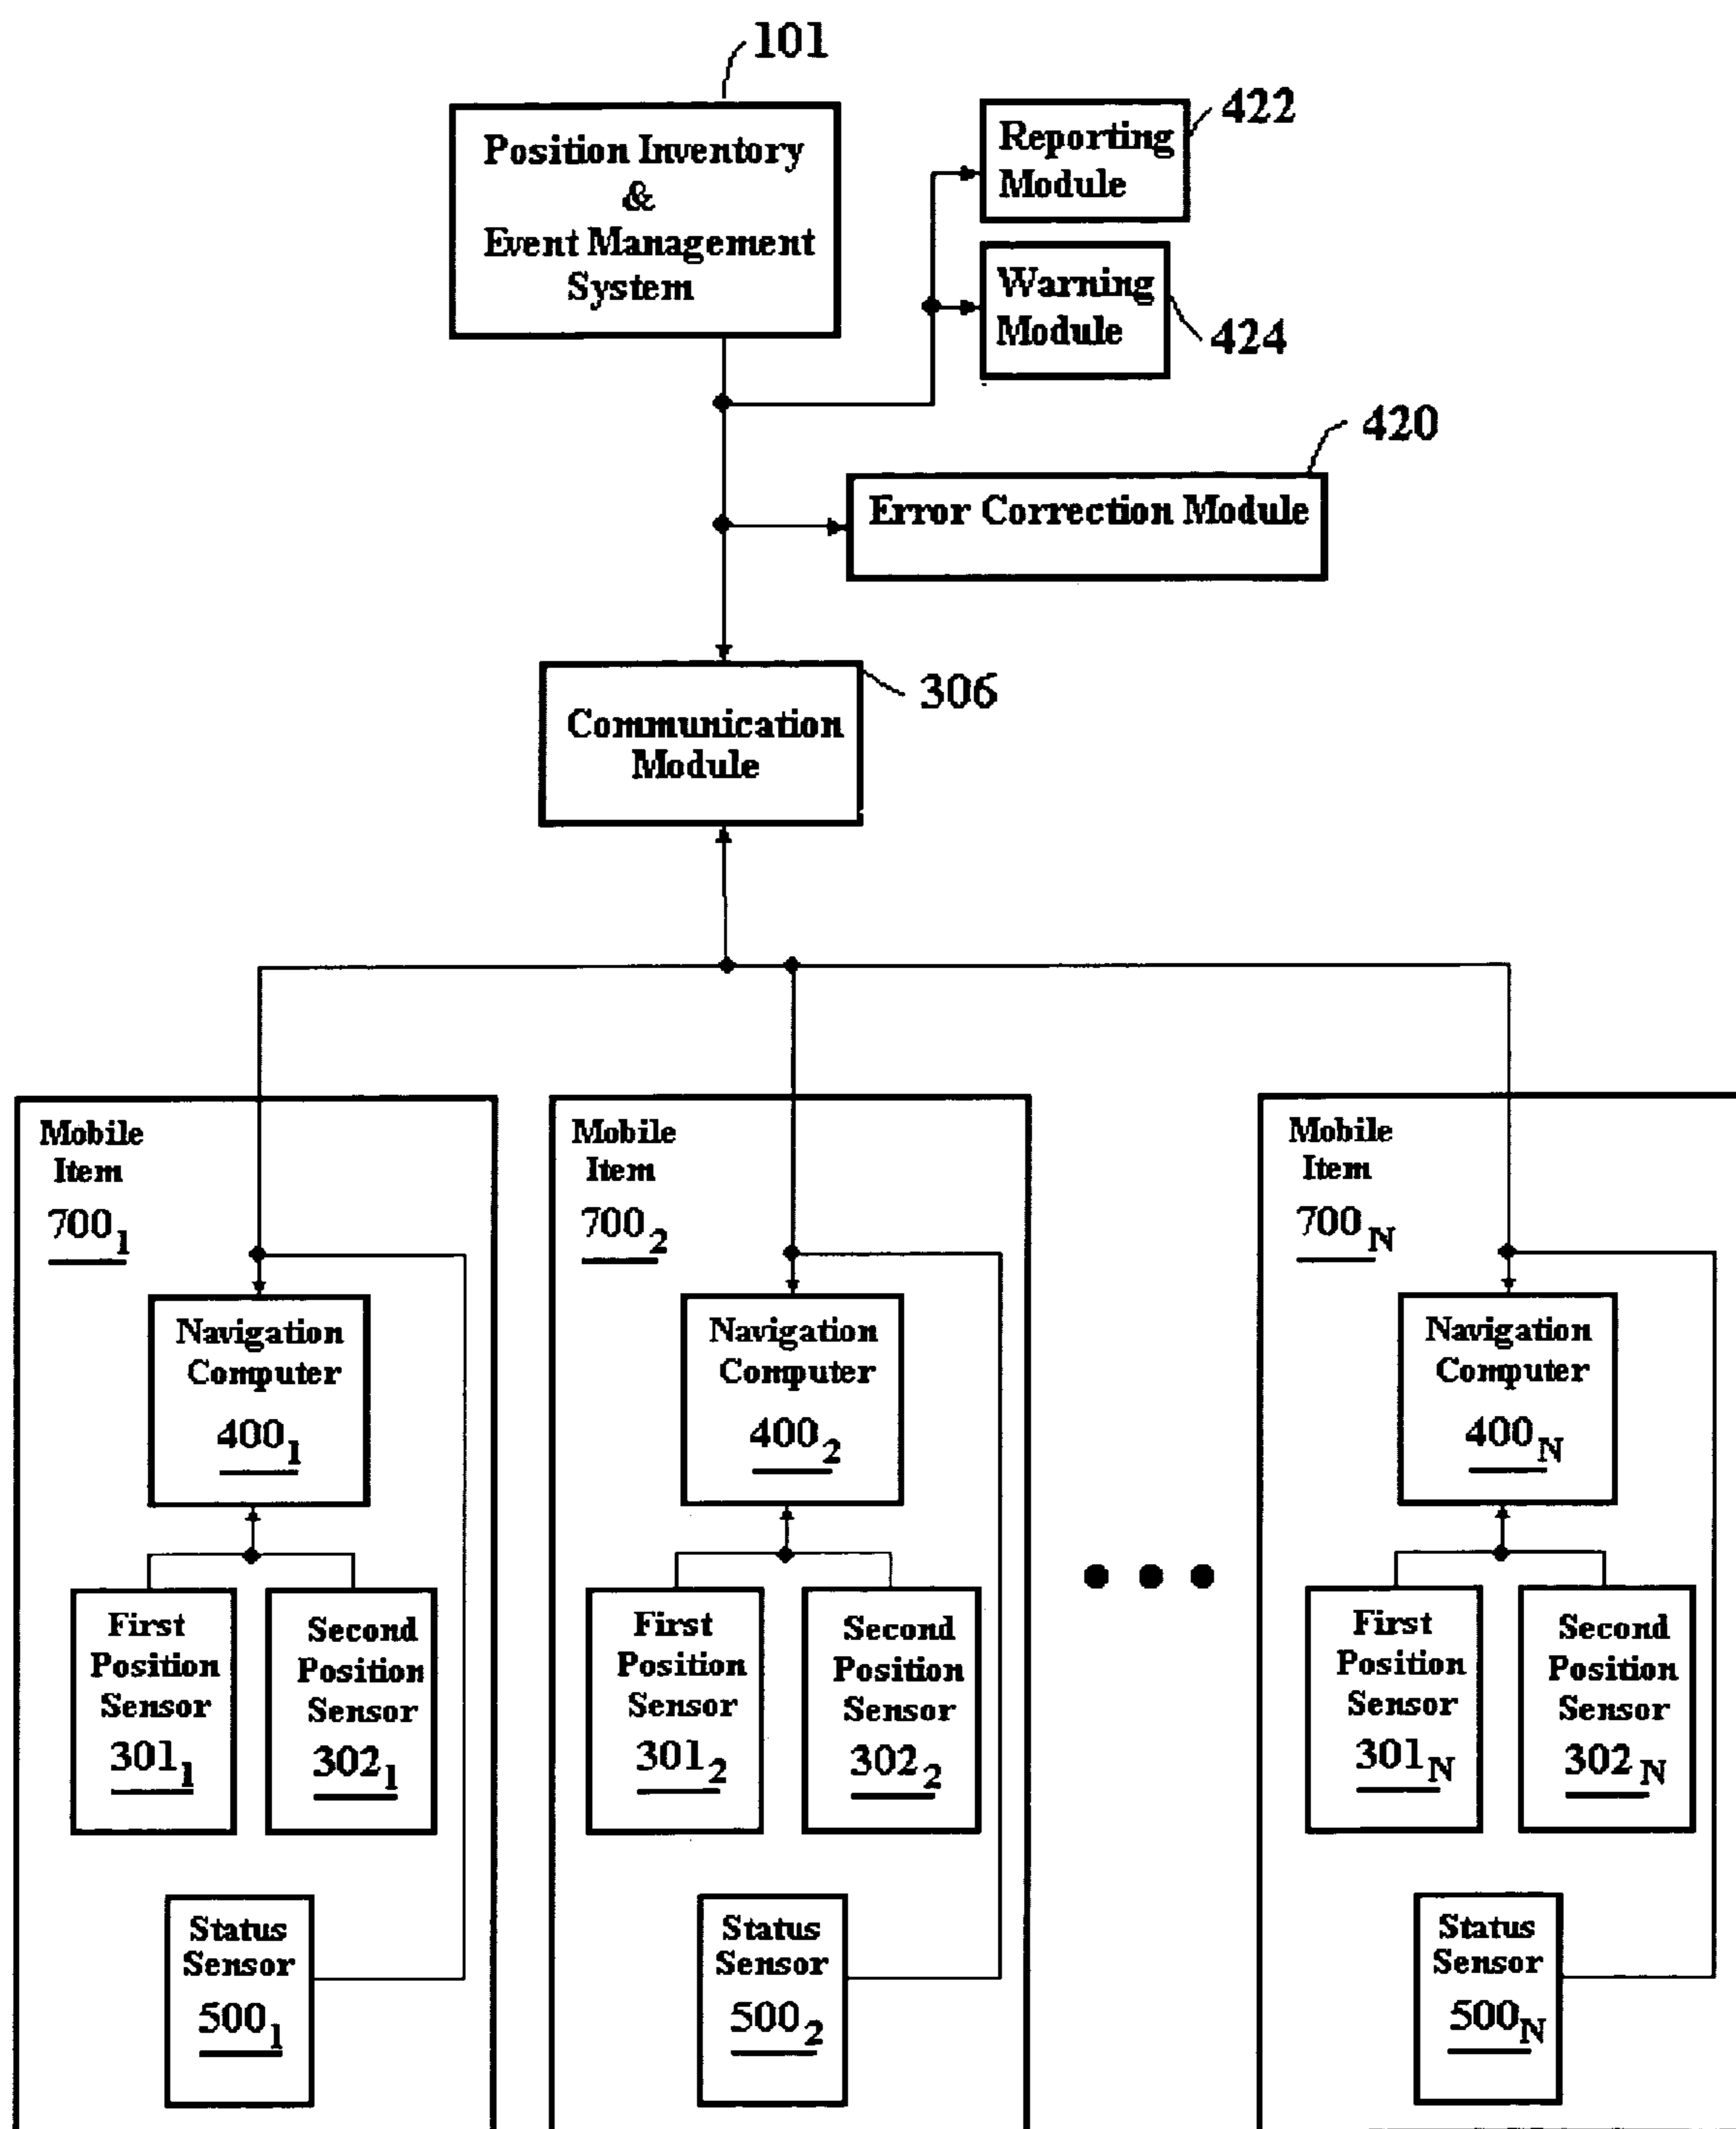 101
Position Inventory
&
Event Management
System
Reporting
Module
422
Warning
Module
424
420
Error Correction Module
306
Communication
Module
Mobile
Item
700₁
Navigation
Computer
400₁
First
Position
Sensor
301₁
Second
Position
Sensor
302₁
Status
Sensor
500₁
Mobile
Item
700₂
Navigation
Computer
400₂
First
Position
Sensor
301₂
Second
Position
Sensor
302₂
Status
Sensor
500₂
Mobile
Item
700N
Navigation
Computer
400N
First
Position
Sensor
301N
Second
Position
Sensor
302N
Status
Sensor
500N